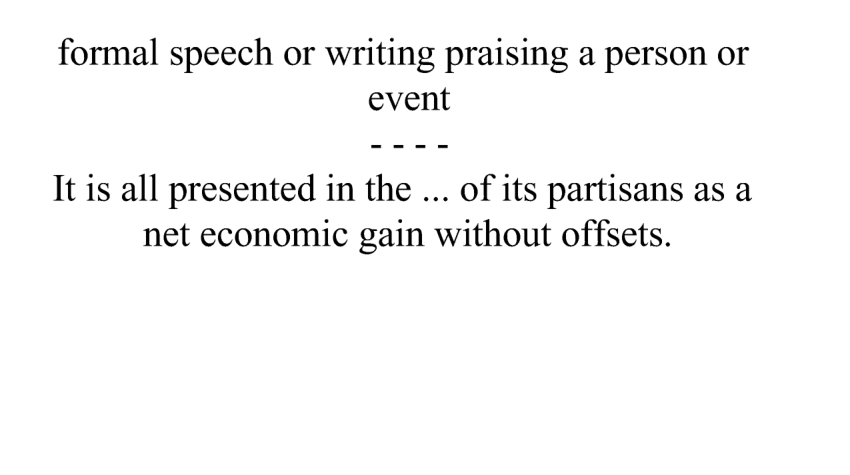 formal speech or writing praising a person or
event
- - - -
It is all presented in the ... of its partisans as a
net economic gain without offsets.